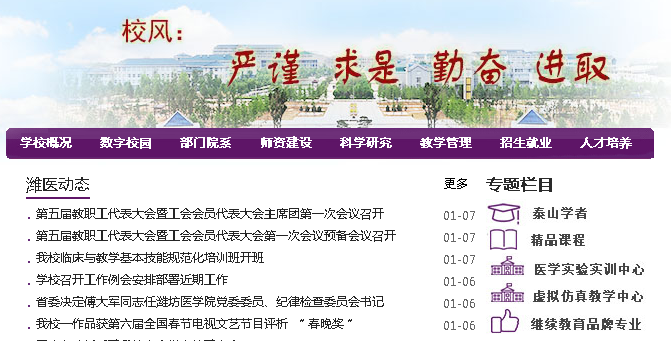 校风：
严谨 求是 勤奋 进取
学校概况 数字校园 部门院系 师资建设 科学研究 教学管理 招生就业 人才培养
潍医动态 更多
. 第五届教职工代表大会暨工会会员代表大会主席团第一次会议召开 01-07
. 第五届教职工代表大会暨工会会员代表大会第一次会议预备会议召开 01-07
. 我校临床与教学基本技能规范化培训班开班 01-07
. 学校召开工作例会安排部署近期工作 01-06
. 省委决定傅大军同志任潍坊医学院党委委员、纪律检查委员会书记 01-06
. 我校一作品获第六届全国春节电视文艺节目评析 “春晚奖” 01-06
专题栏目
泰山学者
精品课程
医学实验实训中心
虚拟仿真教学中心
继续教育品牌专业